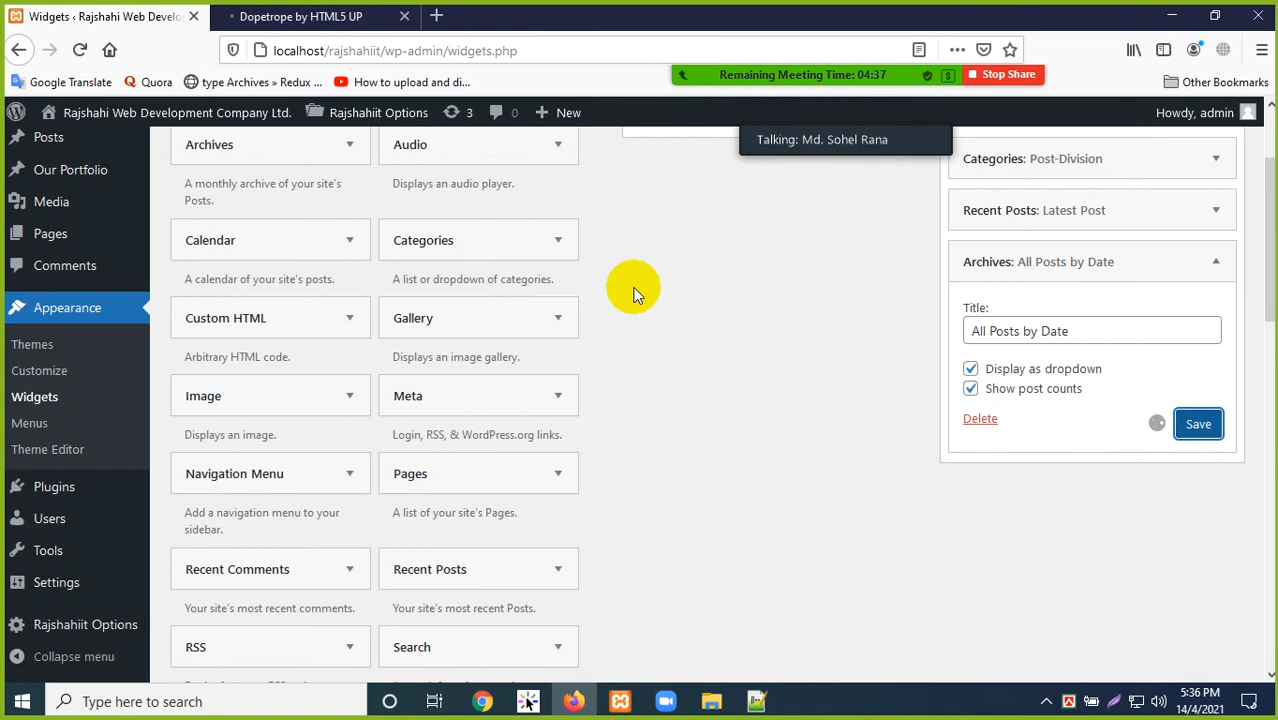 Widgets ‹ Rajshahi Web Develo
Dopetrope by HTML5 UP
localhost/rajshahiit/wp-admin/widgets.php
Google Translate
Quora
type Archives » Redux ...
How to upload and di...
Remaining Meeting Time: 04:37
Stop Share
Other Bookmarks
Rajshahi Web Development Company Ltd.
Rajshahiit Options
3
0
New
Howdy, admin
Talking: Md. Sohel Rana
Posts
Our Portfolio
Media
Pages
Comments
Appearance
Themes
Customize
Widgets
Menus
Theme Editor
Plugins
Users
Tools
Settings
Rajshahiit Options
Collapse menu
Archives
A monthly archive of your site's
Posts.
Audio
Displays an audio player.
Calendar
A calendar of your site's posts.
Categories
A list or dropdown of categories.
Custom HTML
Arbitrary HTML code.
Gallery
Displays an image gallery.
Image
Displays an image.
Meta
Login, RSS, & WordPress.org links.
Navigation Menu
Add a navigation menu to your
sidebar.
Pages
A list of your site's Pages.
Recent Comments
Your site's most recent comments.
Recent Posts
Your site's most recent Posts.
RSS
Search
Categories: Post-Division
Recent Posts: Latest Post
Archives: All Posts by Date
Title:
All Posts by Date
Display as dropdown
Show post counts
Delete
Save
Type here to search
5:36 PM
14/4/2021